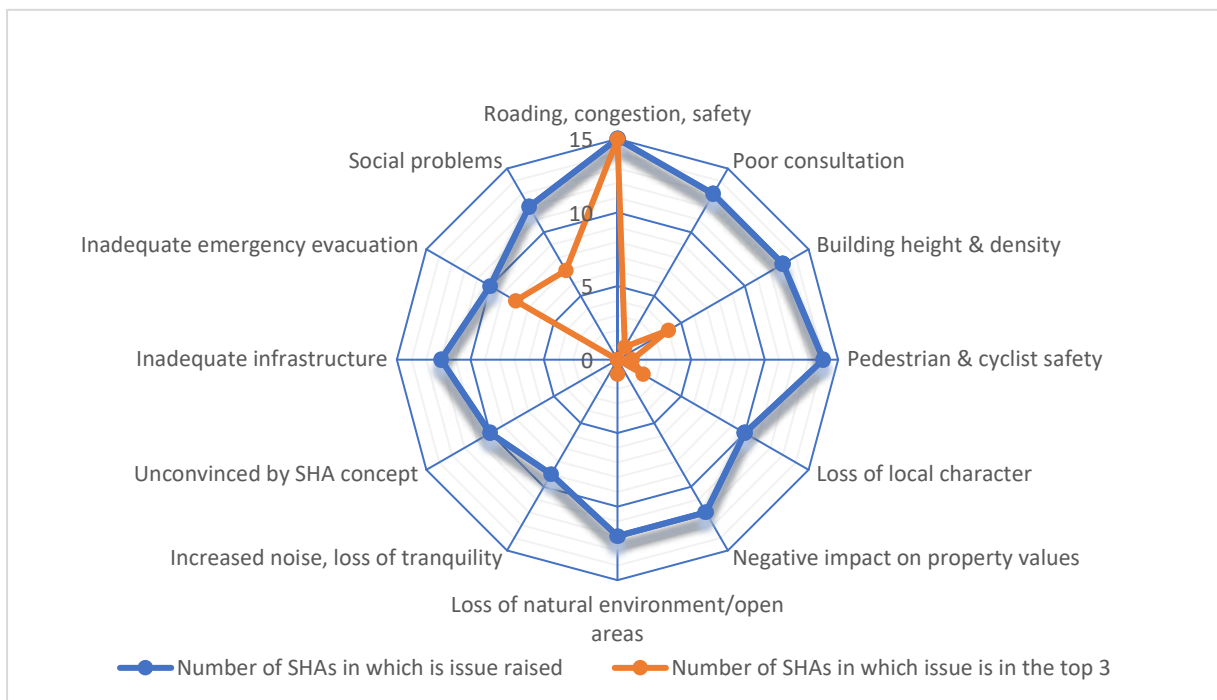 Roading, congestion, safety
15
Social problems
Poor consultation
10
Inadequate emergency evacuation
Building height & density
5
Inadequate infrastructure
0
Pedestrian & cyclist safety
Unconvinced by SHA concept
Loss of local character
Increased noise, loss of tranquility
Negative impact on property values
Loss of natural environment/open
areas
Number of SHAs in which is issue raised
Number of SHAs in which issue is in the top 3